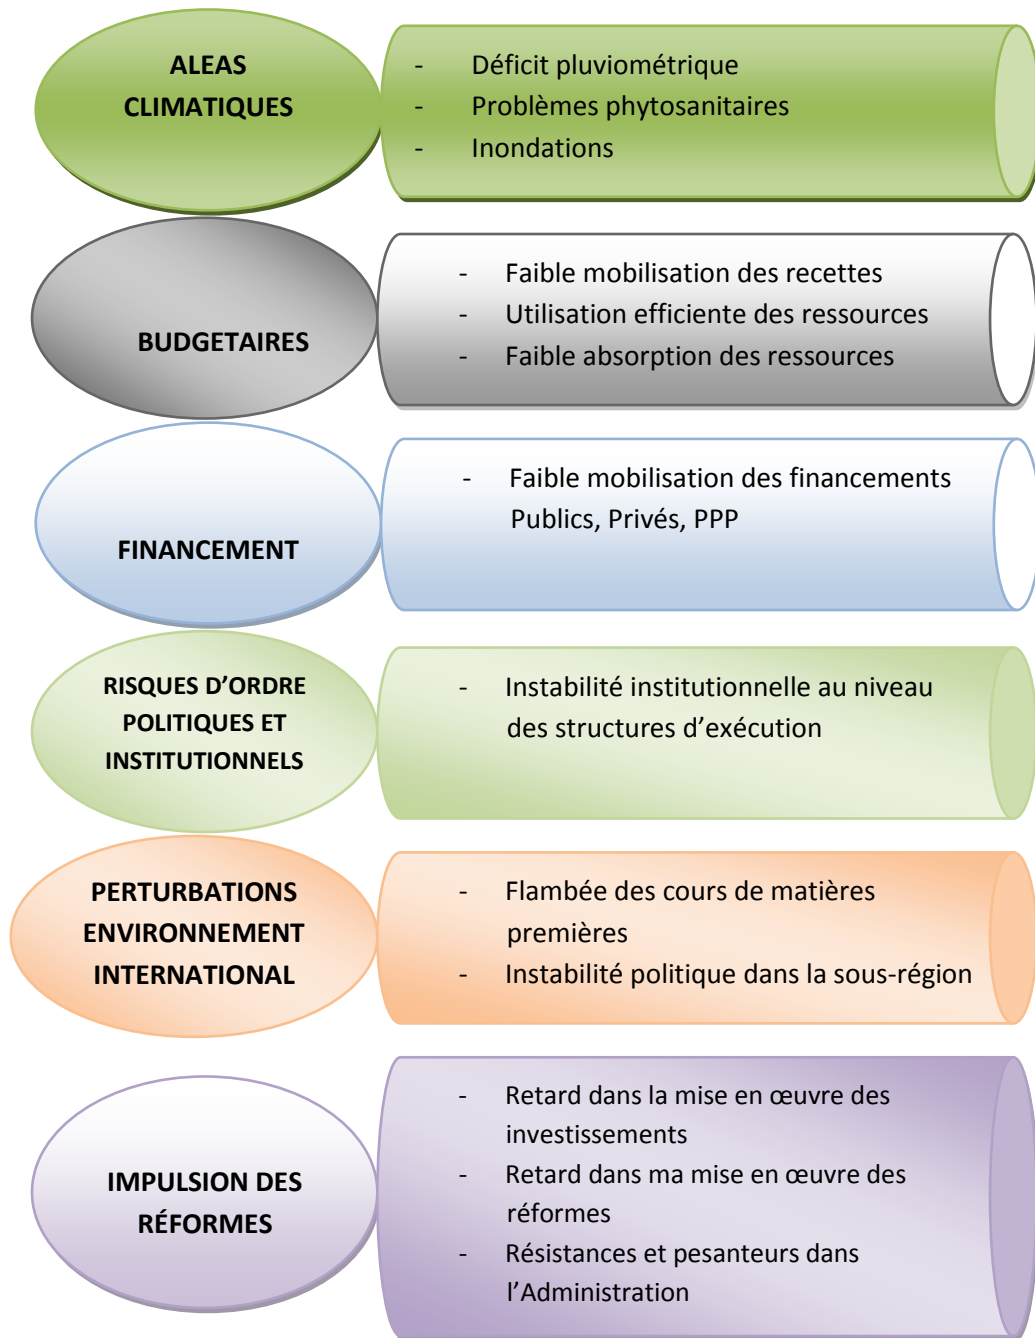 ALEAS
CLIMATIQUES
- Déficit pluviométrique
- Problèmes phytosanitaires
- Inondations
BUDGETAIRES
- Faible mobilisation des recettes
- Utilisation efficiente des ressources
- Faible absorption des ressources
FINANCEMENT
- Faible mobilisation des financements
Publics, Privés, PPP
RISQUES D’ORDRE
POLITIQUES ET
INSTITUTIONNELS
- Instabilité institutionnelle au niveau
des structures d’exécution
PERTURBATIONS
ENVIRONNEMENT
INTERNATIONAL
- Flambée des cours de matières
premières
- Instabilité politique dans la sous-région
IMPULSION DES
RÉFORMES
- Retard dans la mise en œuvre des
investissements
- Retard dans ma mise en œuvre des
réformes
- Résistances et pesanteurs dans
l’Administration